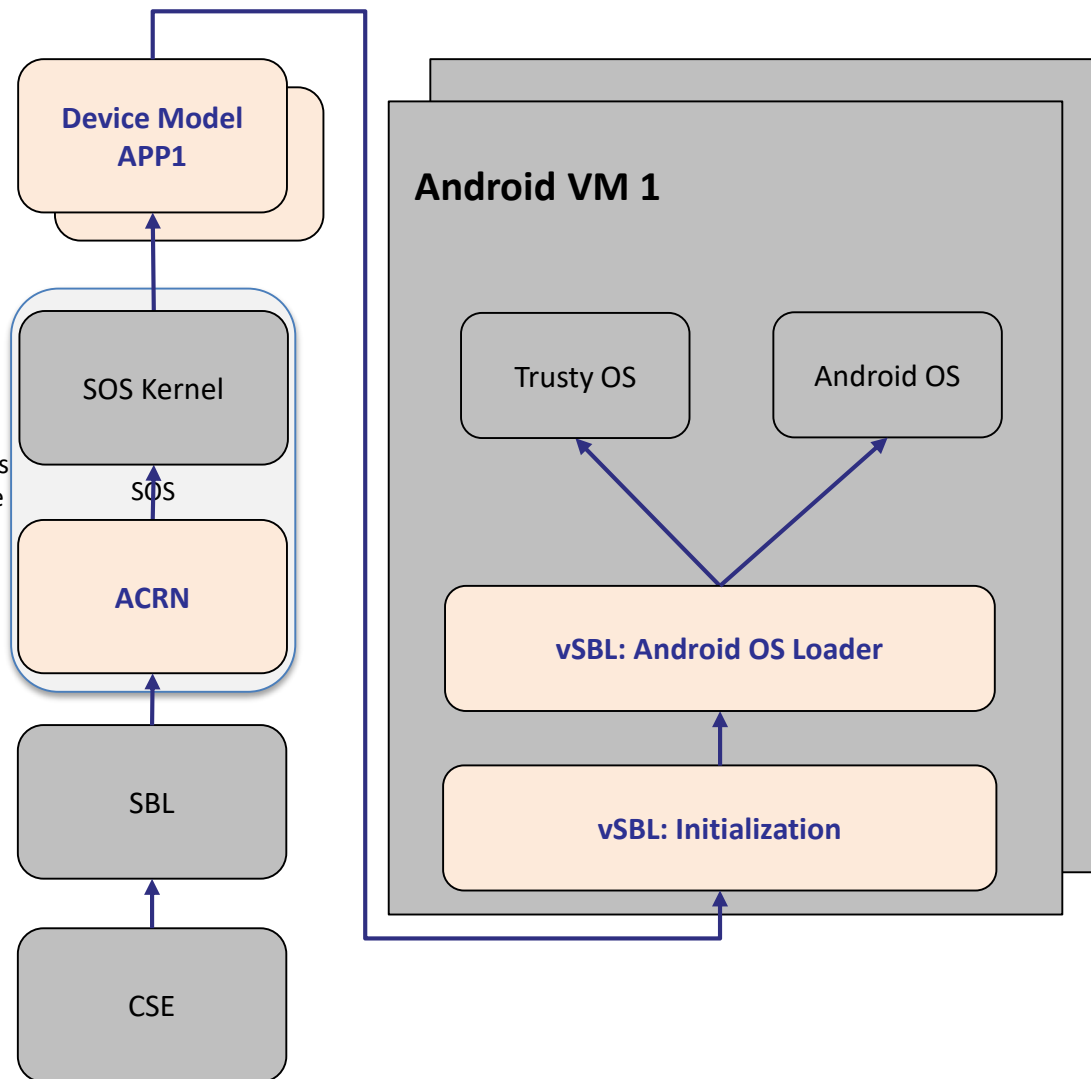 Device Model
APP1
Android VM 1
SOS Kernel
Trusty OS
Android OS
SOS
ACRN
vSBL: Android OS Loader
SBL
vSBL: Initialization
CSE